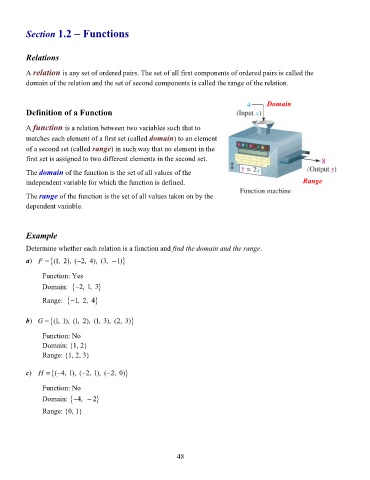 Section 1.2 – Functions
Relations
A relation is any set of ordered pairs. The set of all first components of ordered pairs is called the
domain of the relation and the set of second components is called the range of the relation.
4 Domain
(Input x)
Definition of a Function
A function is a relation between two variables such that to
matches each element of a first set (called domain) to an element
of a second set (called range) in such way that no element in the
first set is assigned to two different elements in the second set.
y = 2x
8
(Output y)
Range
Function machine
The domain of the function is the set of all values of the
independent variable for which the function is defined.
The range of the function is the set of all values taken on by the
dependent variable.
Example
Determine whether each relation is a function and find the domain and the range.
a) F = {(1, 2), (−2, 4), (3, −1)}
Function: Yes
Domain: {−2, 1, 3}
Range: {−1, 2, 4}
b) G = {(1, 1), (1, 2), (1, 3), (2, 3)}
Function: No
Domain: {1, 2}
Range: {1, 2, 3}
c) H = {(−4, 1), (−2, 1), (−2, 0)}
Function: No
Domain: {−4, −2}
Range: {0, 1}
48